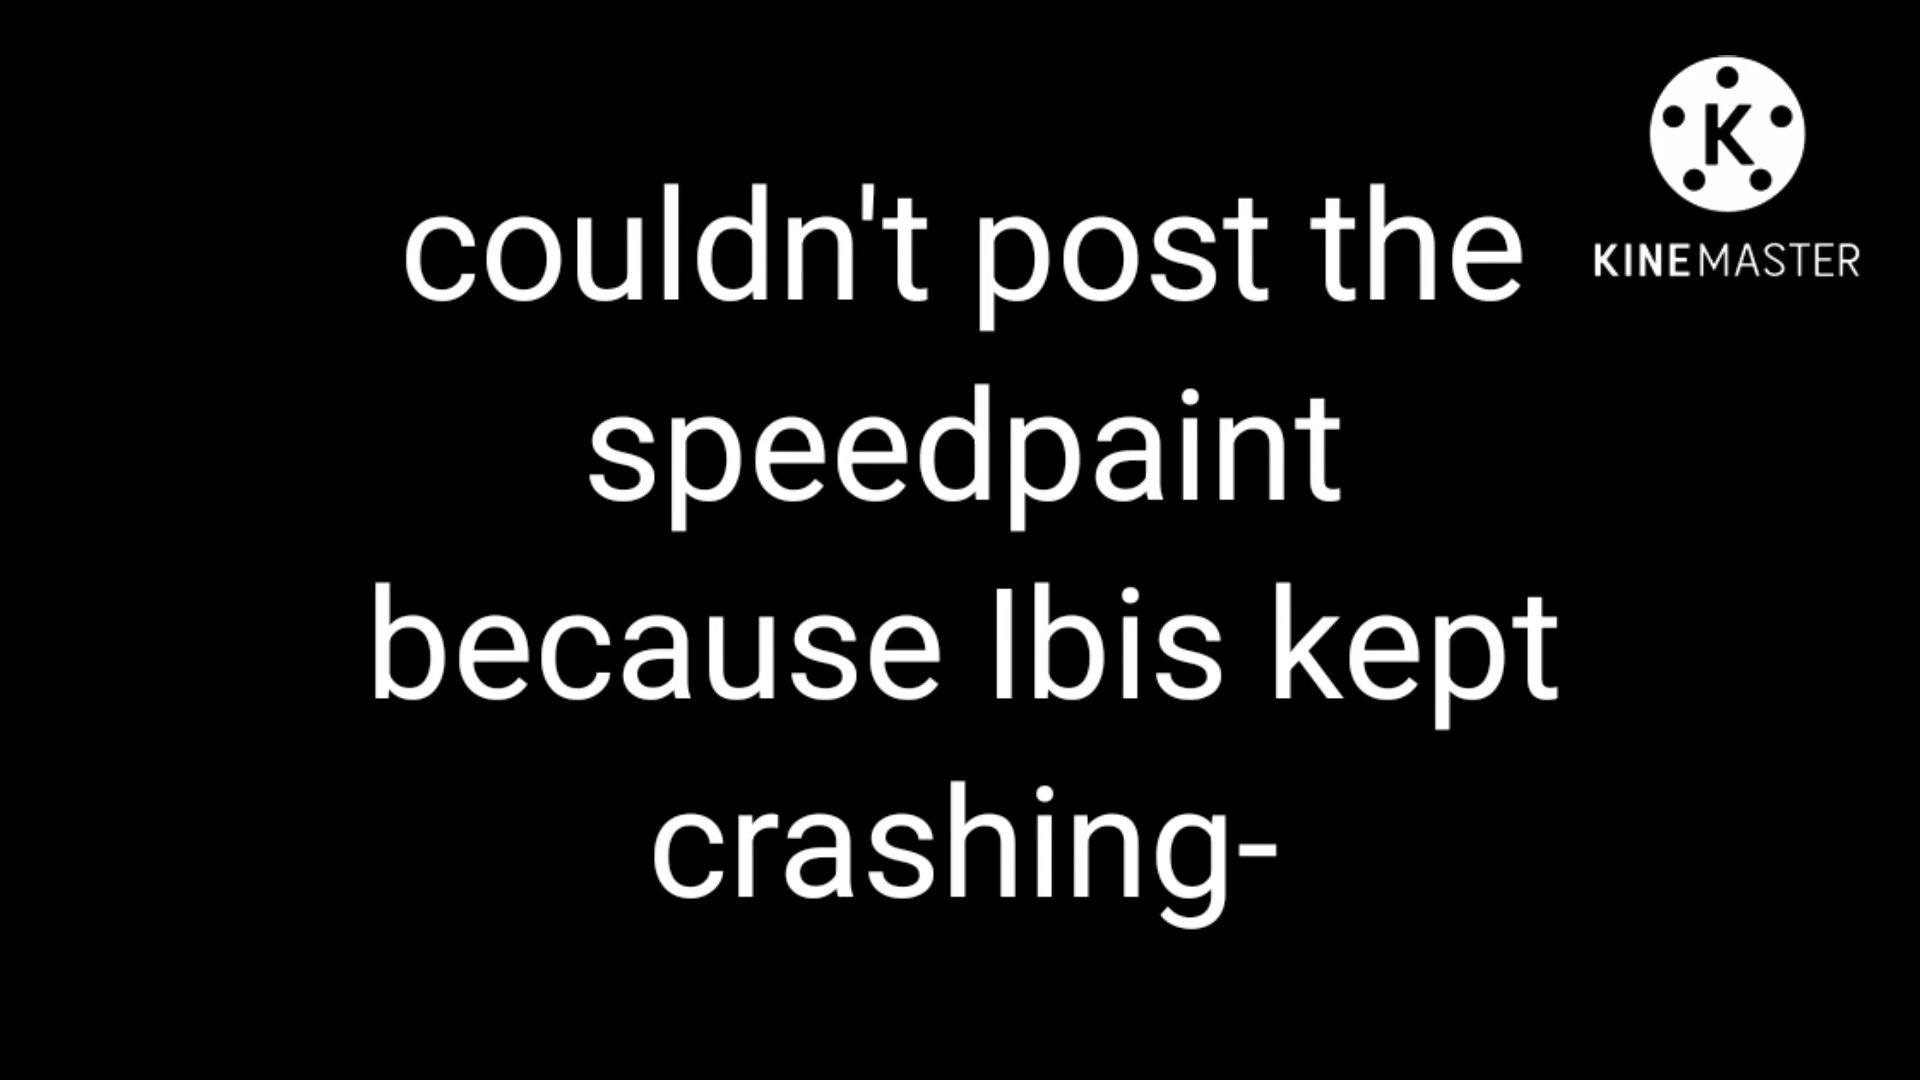 K
KINEMASTER
couldn't post the
speedpaint
because Ibis kept
crashing-